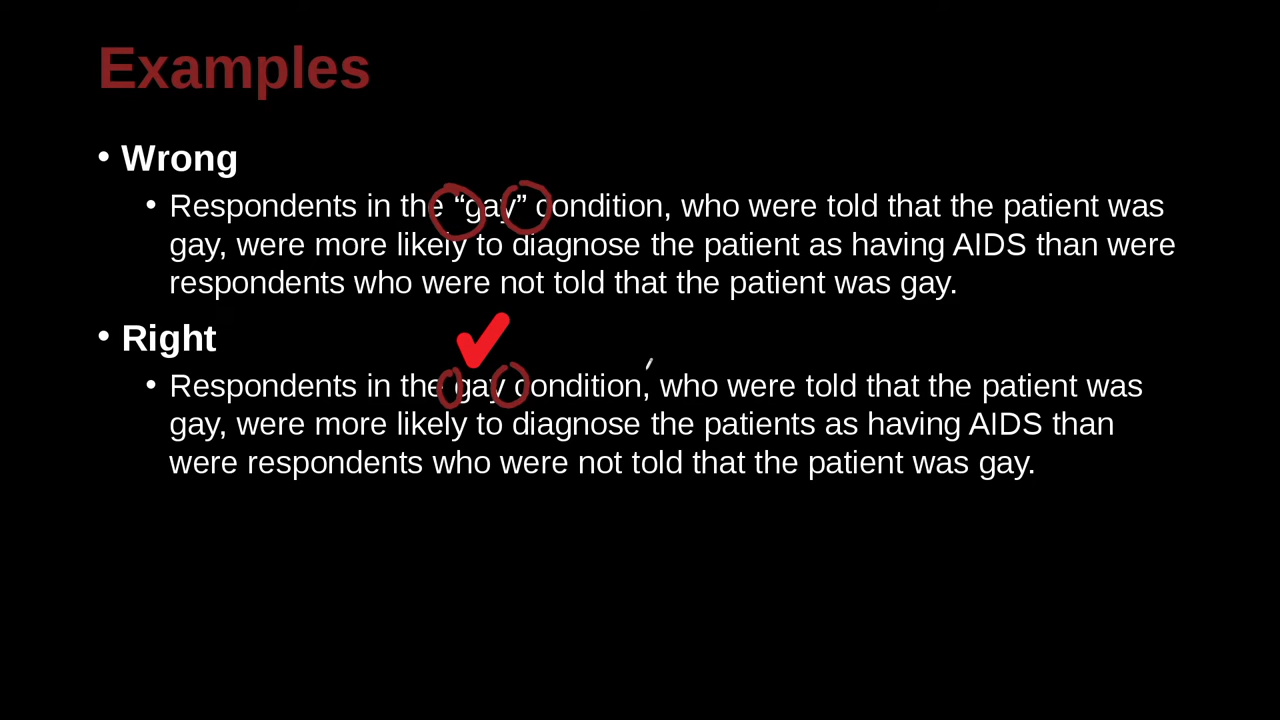 Examples
• Wrong
• Respondents in the “gay” condition, who were told that the patient was
gay, were more likely to diagnose the patient as having AIDS than were
respondents who were not told that the patient was gay.
• Right
• Respondents in the gay condition, who were told that the patient was
gay, were more likely to diagnose the patients as having AIDS than
were respondents who were not told that the patient was gay.